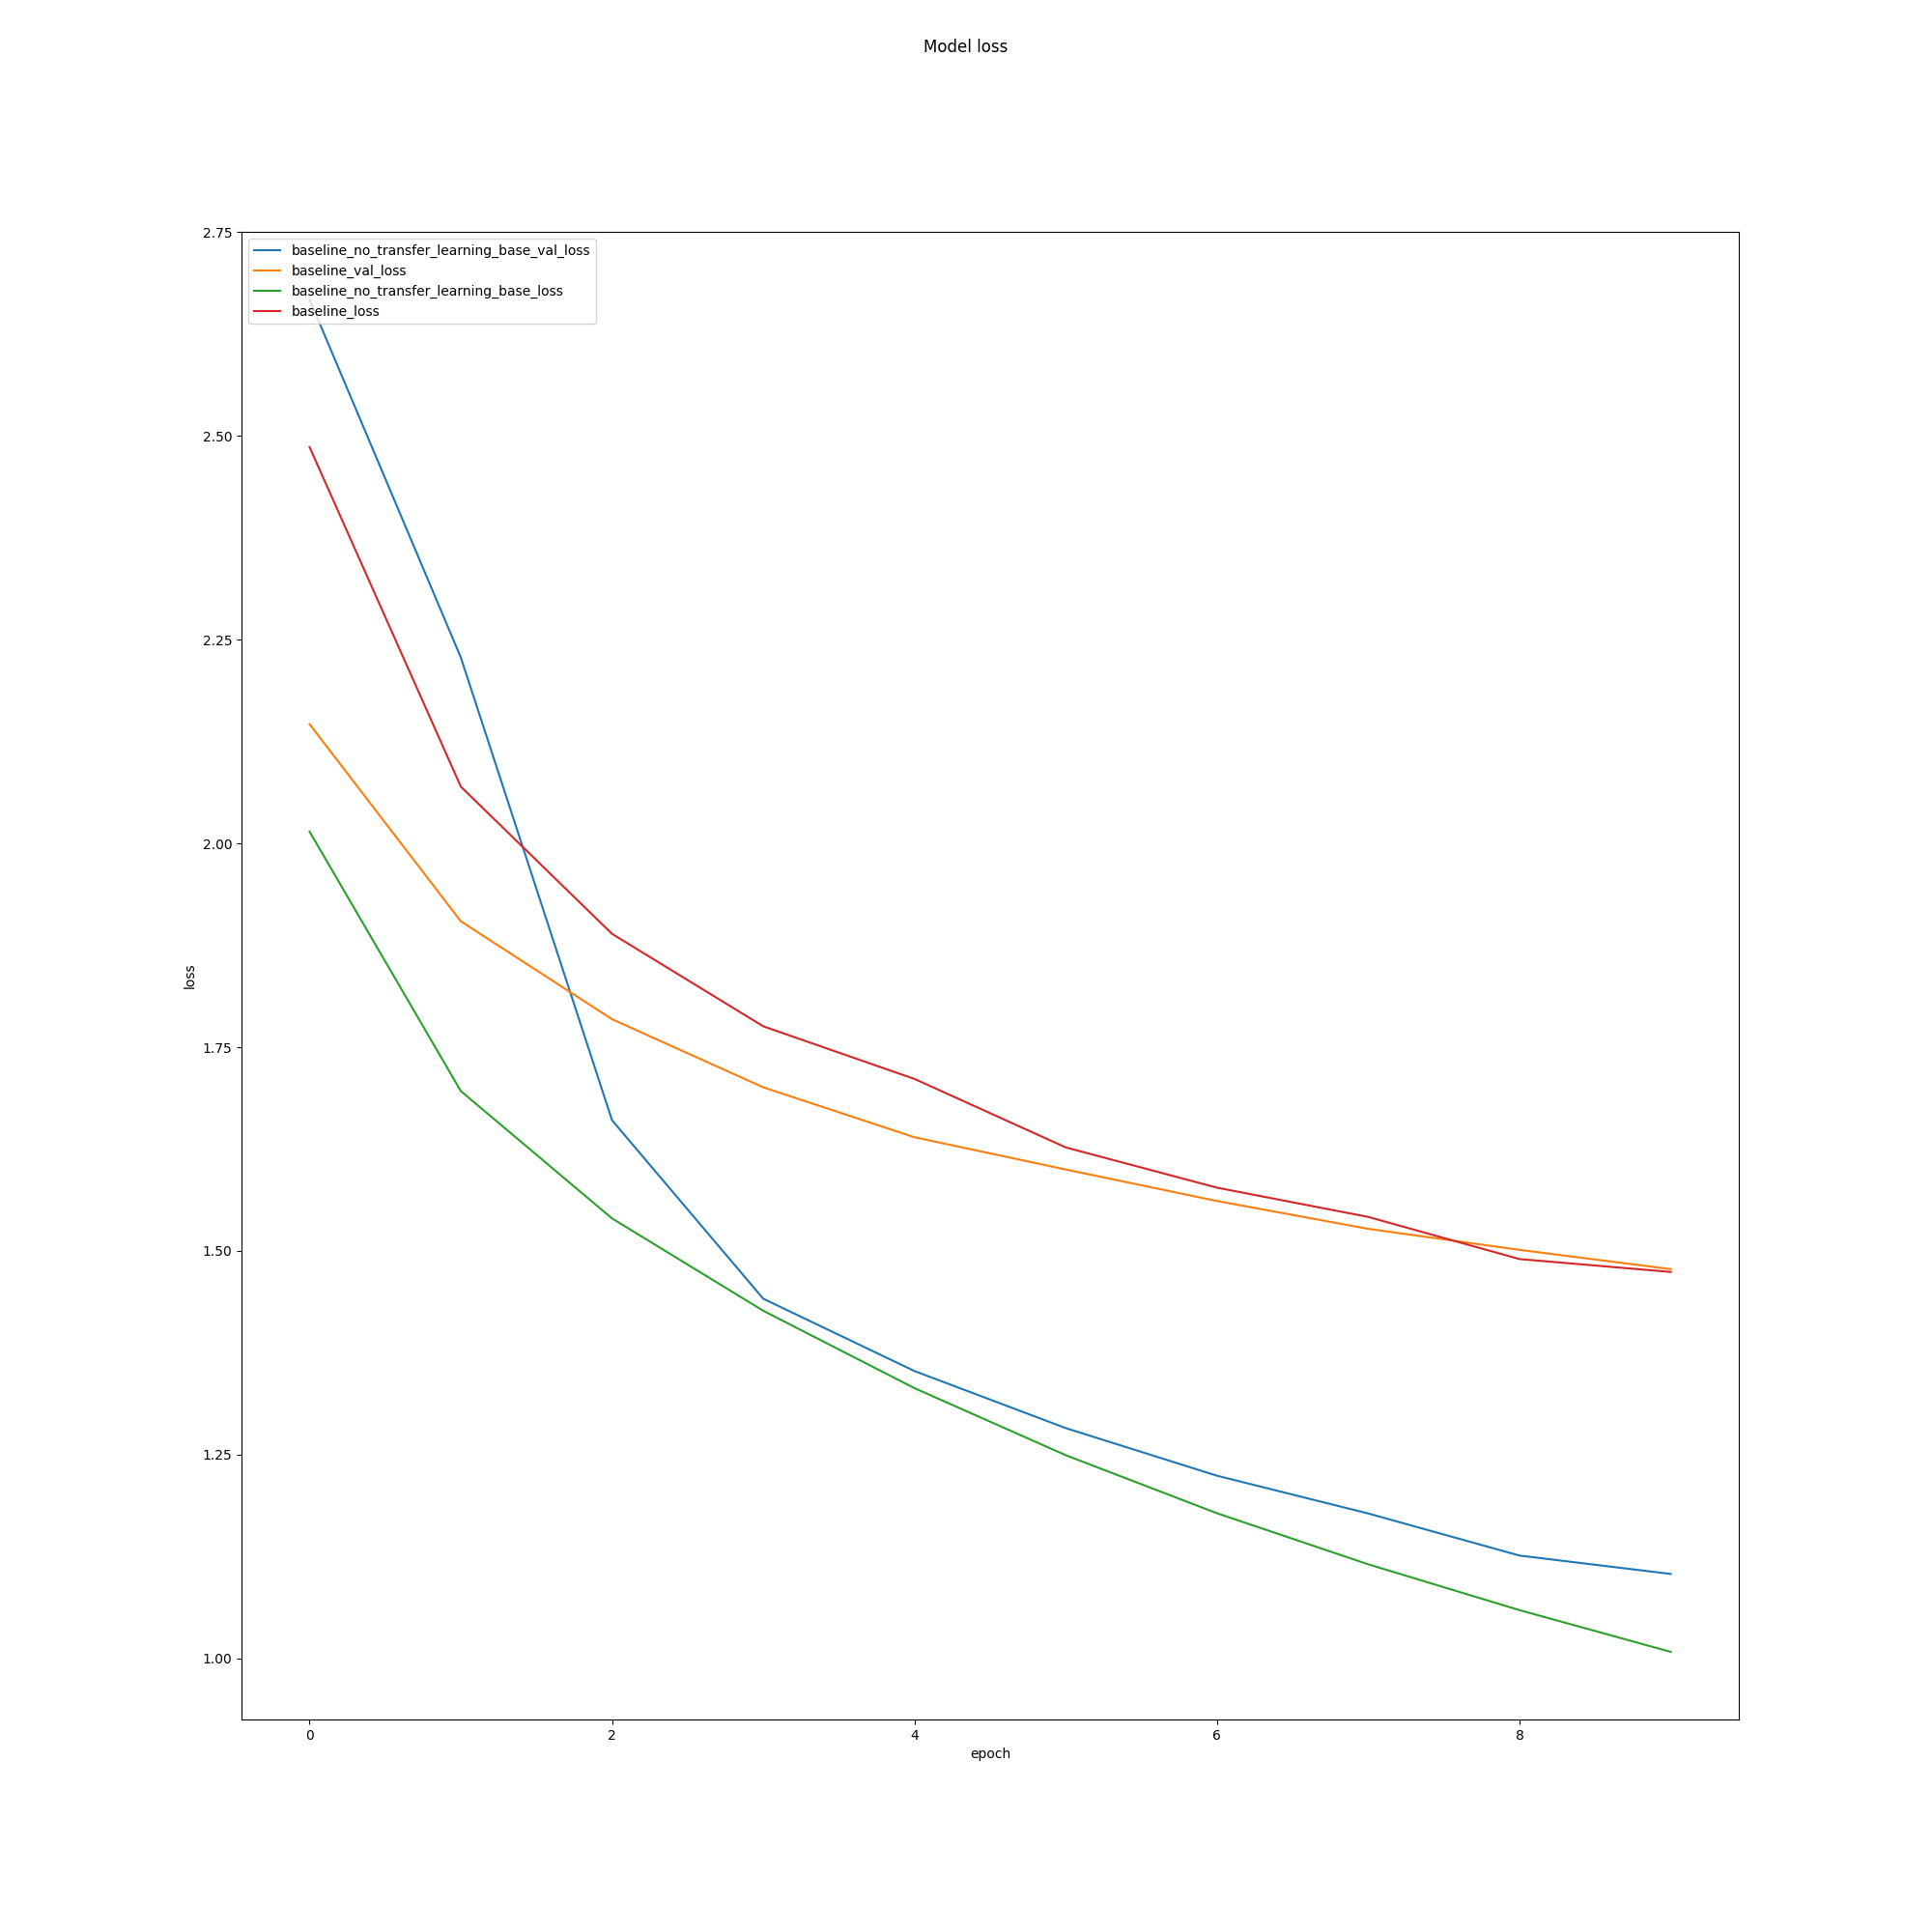 Model loss
2.75
baseline_no_transfer_learning_base_val_loss
baseline_val_loss
baseline_no_transfer_learning_base_loss
baseline_loss
2.50
2.25
2.00
loss
1.75
1.50
1.25
1.00
0 2 4 6 8
epoch